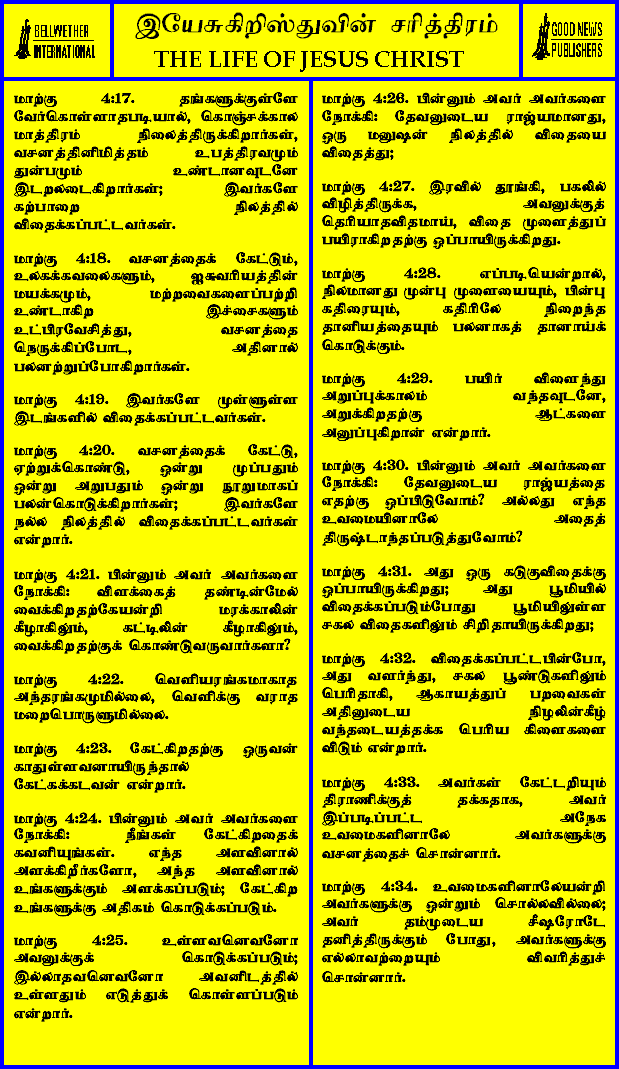 BELLWETHER
INTERNATIONAL
இயேசுகிறிஸ்துவின் சரித்திரம்
THE LIFE OF JESUS CHRIST
GOOD NEWS
PUBLISHERS
மாற்கு 4:17. தங்களுக்குள்ளே
வேர்கொள்ளாதபடியால், கொஞ்சக்கால
மாத்திரம் நிலைத்திருக்கிறார்கள்,
வசனத்தினிமித்தம் உபத்திரவமும்
துன்பமும் உண்டானவுடனே
இடறலடைகிறார்கள்; இவர்களே
கற்பாறை நிலத்தில்
விதைக்கப்பட்டவர்கள்.
மாற்கு 4:18. வசனத்தைக் கேட்டும்,
உலகக்கவலைகளும், ஐசுவரியத்தின்
மயக்கமும், மற்றவைகளைப்பற்றி
உண்டாகிற இச்சைகளும்
உட்பிரவேசித்து, வசனத்தை
நெருக்கிப்போட, அதினால்
பலனற்றுப்போகிறார்கள்.
மாற்கு 4:19. இவர்களே முள்ளுள்ள
இடங்களில் விதைக்கப்பட்டவர்கள்.
மாற்கு 4:20. வசனத்தைக் கேட்டு,
ஏற்றுக்கொண்டு, ஒன்று முப்பதும்
ஒன்று அறுபதும் ஒன்று நூறுமாகப்
பலன்கொடுக்கிறார்கள்; இவர்களே
நல்ல நிலத்தில் விதைக்கப்பட்டவர்கள்
என்றார்.
மாற்கு 4:21. பின்னும் அவர் அவர்களை
நோக்கி: விளக்கைத் தண்டின்மேல்
வைக்கிறதற்கேயன்றி மரக்காலின்
கீழாகிலும், கட்டிலின் கீழாகிலும்,
வைக்கிறதற்குக் கொண்டுவருவார்களா?
மாற்கு 4:22. வெளியரங்கமாகாத
அந்தரங்கமுமில்லை, வெளிக்கு வராத
மறைபொருளுமில்லை.
மாற்கு 4:23. கேட்கிறதற்கு ஒருவன்
காதுள்ளவனாயிருந்தால்
கேட்கக்கடவன் என்றார்.
மாற்கு 4:24. பின்னும் அவர் அவர்களை
நோக்கி: நீங்கள் கேட்கிறதைக்
கவனியுங்கள். எந்த அளவினால்
அளக்கிறீர்களோ, அந்த அளவினால்
உங்களுக்கும் அளக்கப்படும்; கேட்கிற
உங்களுக்கு அதிகம் கொடுக்கப்படும்.
மாற்கு 4:25. உள்ளவனெவனோ
அவனுக்குக் கொடுக்கப்படும்;
இல்லாதவனெவனோ அவனிடத்தில்
உள்ளதும் எடுத்துக் கொள்ளப்படும்
என்றார்.
மாற்கு 4:26. பின்னும் அவர் அவர்களை
நோக்கி: தேவனுடைய ராஜ்யமானது,
ஒரு மனுஷன் நிலத்தில் விதையை
விதைத்து;
மாற்கு 4:27. இரவில் தூங்கி, பகலில்
விழித்திருக்க, அவனுக்குத்
தெரியாதவிதமாய், விதை முளைத்துப்
பயிராகிறதற்கு ஒப்பாயிருக்கிறது.
மாற்கு 4:28. எப்படியென்றால்,
நிலமானது முன்பு முளையையும், பின்பு
கதிரையும், கதிரிலே நிறைந்த
தானியத்தையும் பலனாகத் தானாய்க்
கொடுக்கும்.
மாற்கு 4:29. பயிர் விளைந்து
அறுப்புக்காலம் வந்தவுடனே,
அறுக்கிறதற்கு ஆட்களை
அனுப்புகிறான் என்றார்.
மாற்கு 4:30. பின்னும் அவர் அவர்களை
நோக்கி: தேவனுடைய ராஜ்யத்தை
எதற்கு ஒப்பிடுவோம்? அல்லது எந்த
உவமையினாலே அதைத்
திருஷ்டாந்தப்படுத்துவோம்?
மாற்கு 4:31. அது ஒரு கடுகுவிதைக்கு
ஒப்பாயிருக்கிறது; அது பூமியில்
விதைக்கப்படும்போது பூமியிலுள்ள
சகல விதைகளிலும் சிறிதாயிருக்கிறது;
மாற்கு 4:32. விதைக்கப்பட்டபின்போ,
அது வளர்ந்து, சகல பூண்டுகளிலும்
பெரிதாகி, ஆகாயத்துப் பறவைகள்
அதினுடைய நிழலின்கீழ்
வந்தடையத்தக்க பெரிய கிளைகளை
விடும் என்றார்.
மாற்கு 4:33. அவர்கள் கேட்டறியும்
திராணிக்குத் தக்கதாக, அவர்
இப்படிப்பட்ட அநேக
உவமைகளினாலே அவர்களுக்கு
வசனத்தைச் சொன்னார்.
மாற்கு 4:34. உவமைகளினாலேயன்றி
அவர்களுக்கு ஒன்றும் சொல்லவில்லை;
அவர் தம்முடைய சீஷரோடே
தனித்திருக்கும் போது, அவர்களுக்கு
எல்லாவற்றையும் விவரித்துச்
சொன்னார்.